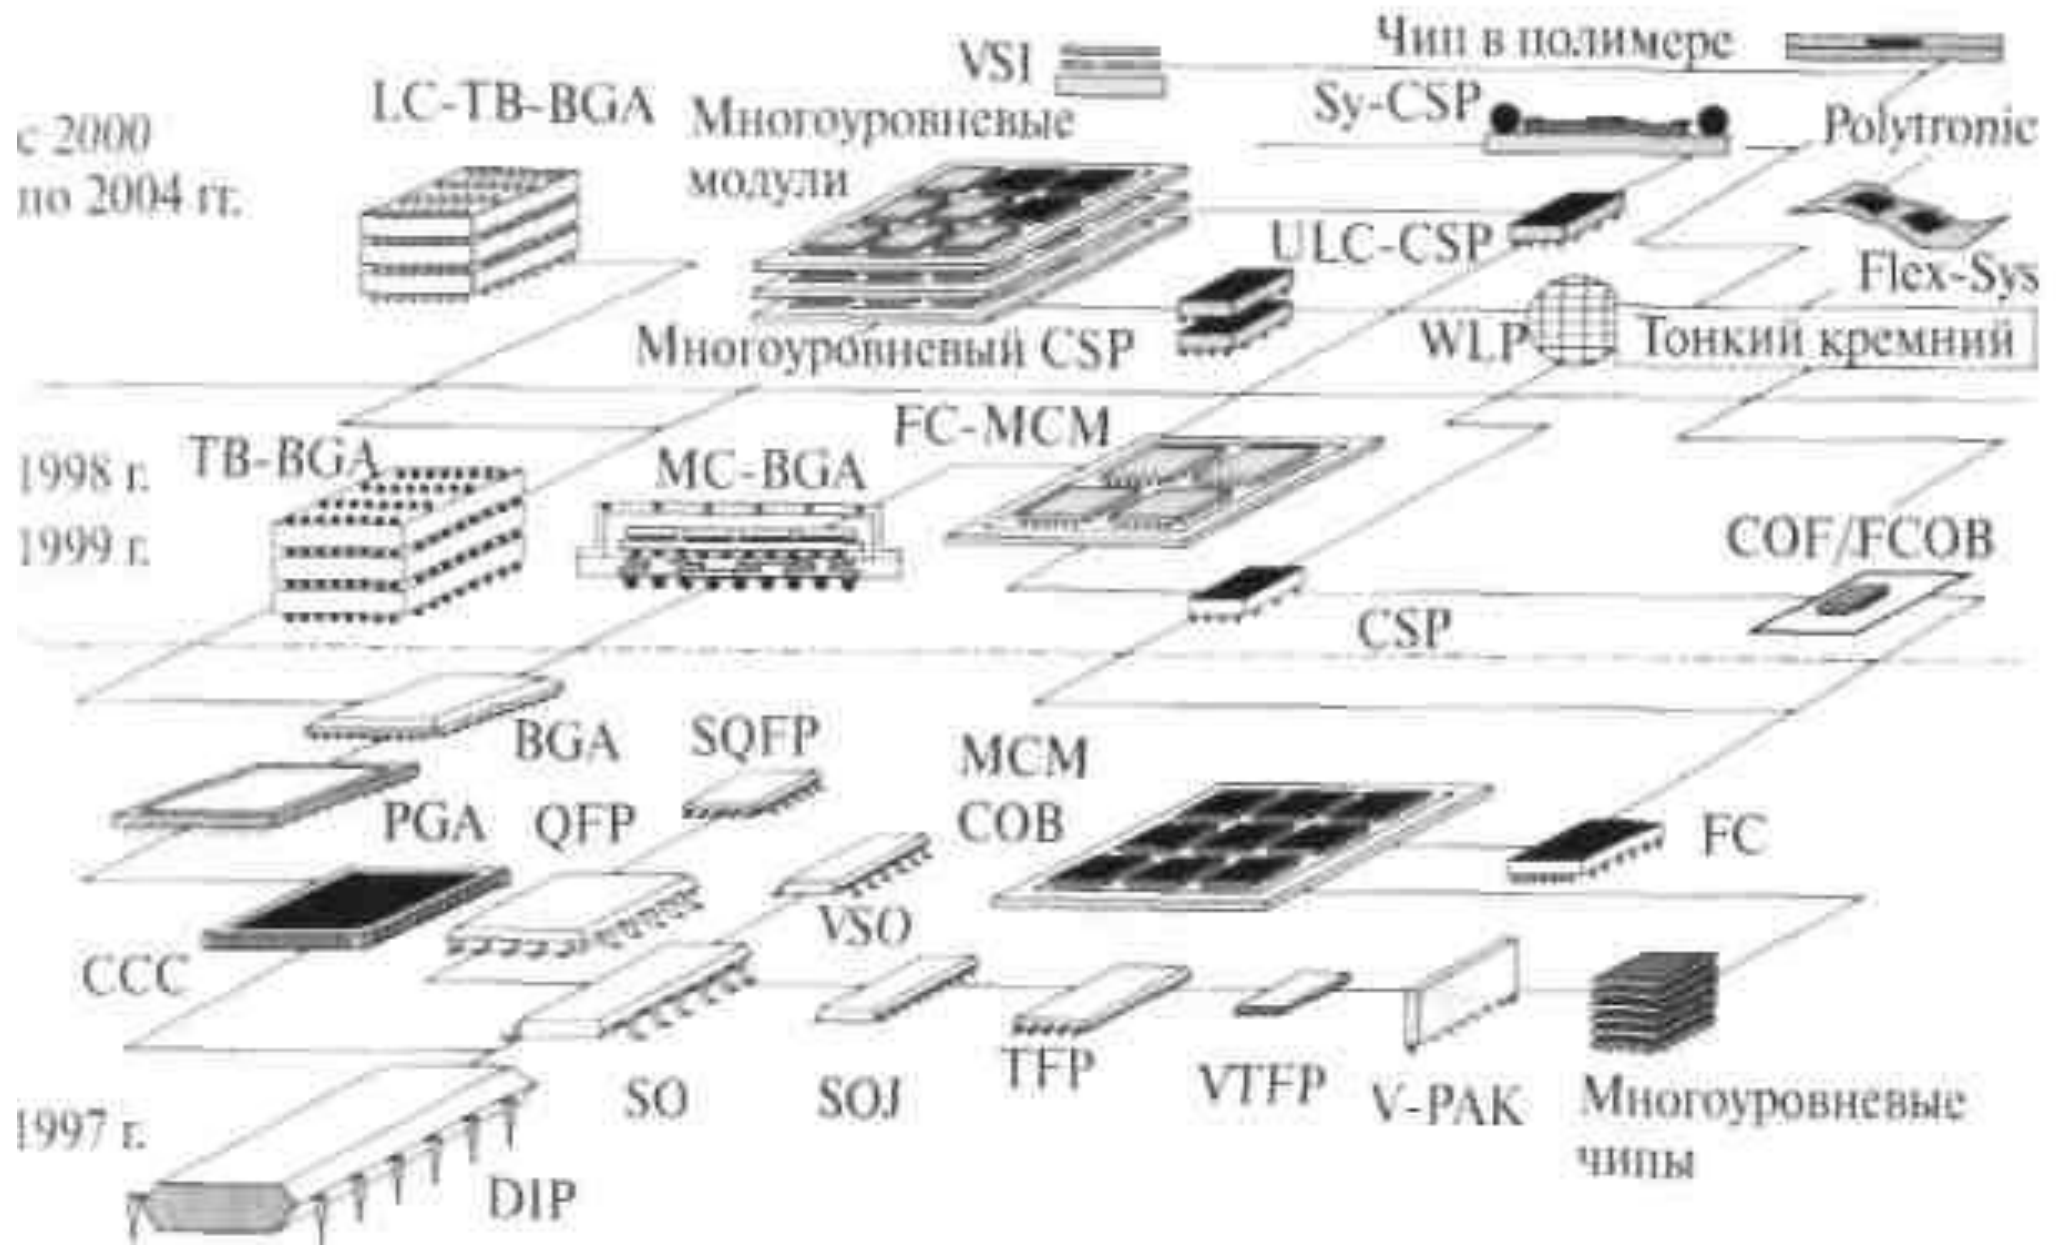 VSI
Чип в полимере
LC-TB-BGA
Многоуровневые
модули
Sy-CSP
Polytronic
с 2000
по 2004 гг.
ULC-CSP
Flex-Sys
Многоуровневый CSP
WLP
Тонкий кремний
FC-MCM
TB-BGA
MC-BGA
1998 г.
1999 г.
COF/FCOB
CSP
BGA
SQFP
MCM
COB
PGA
QFP
FC
VSO
CCC
TFP
VTFP
V-PAK
SO
SOJ
Многоуровневые
чипы
1997 г.
DIP